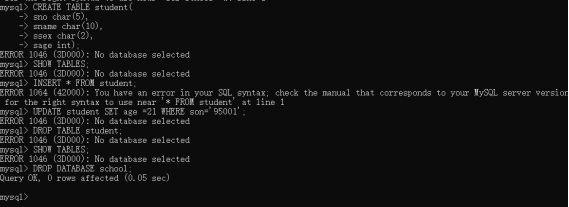 mysql> CREATE TABLE student(
-> sno char(5),
-> sname char(10),
-> ssex char(2),
-> sage int);
ERROR 1046 (3D000): No database selected
mysql> SHOW TABLES;
ERROR 1046 (3D000): No database selected
mysql> INSERT * FROM student;
ERROR 1064 (42000): You have an error in your SQL syntax; check the manual that corresponds to your MySQL server version
for the right syntax to use near '* FROM student' at line 1
mysql> UPDATE student SET age =21 WHERE son='95001';
ERROR 1046 (3D000): No database selected
mysql> DROP TABLE student;
ERROR 1046 (3D000): No database selected
mysql> SHOW TABLES;
ERROR 1046 (3D000): No database selected
mysql> DROP DATABASE school;
Query OK, 0 rows affected (0.05 sec)
mysql>